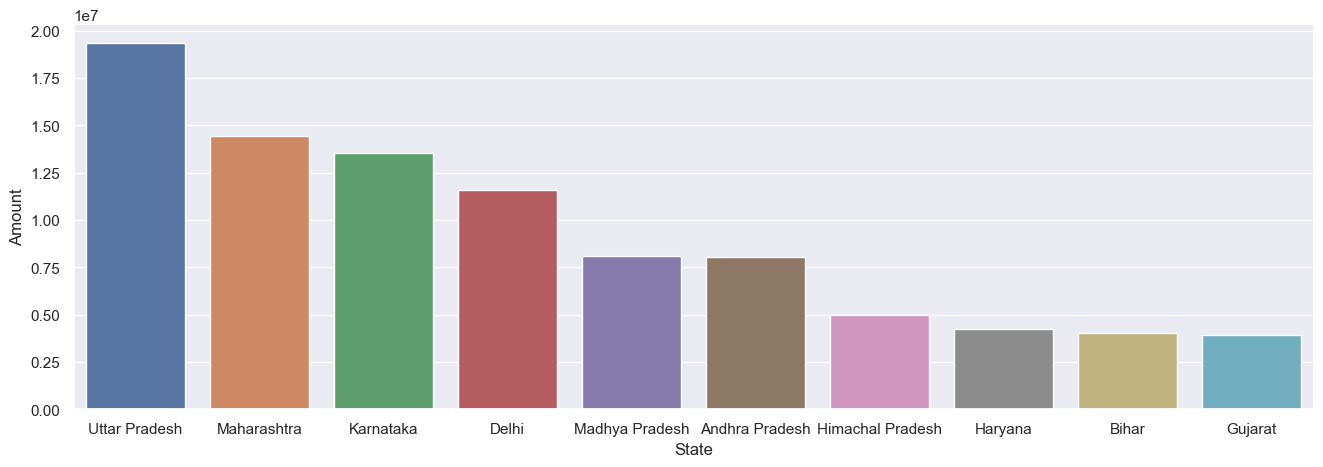 1e7
2.00
1.75
1.50
1.25
1.00
0.75
0.50
0.25
0.00
Amount
Uttar Pradesh Maharashtra Karnataka Delhi Madhya Pradesh Andhra Pradesh Himachal Pradesh Haryana Bihar Gujarat
State